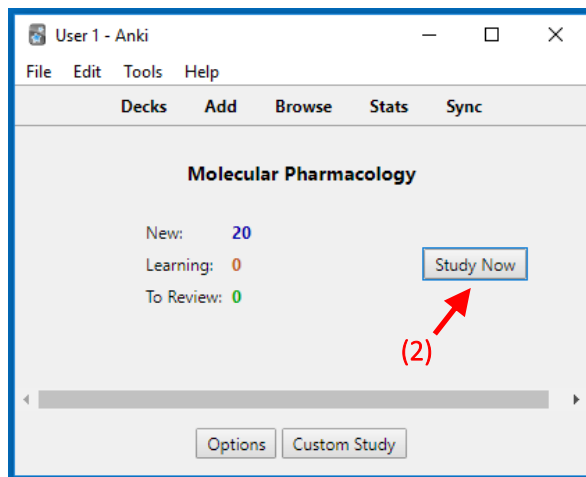 User 1 - Anki
File Edit Tools Help
Decks Add Browse Stats Sync
Molecular Pharmacology
New: 20
Learning: 0
Study Now
To Review: 0
(2)
Options Custom Study